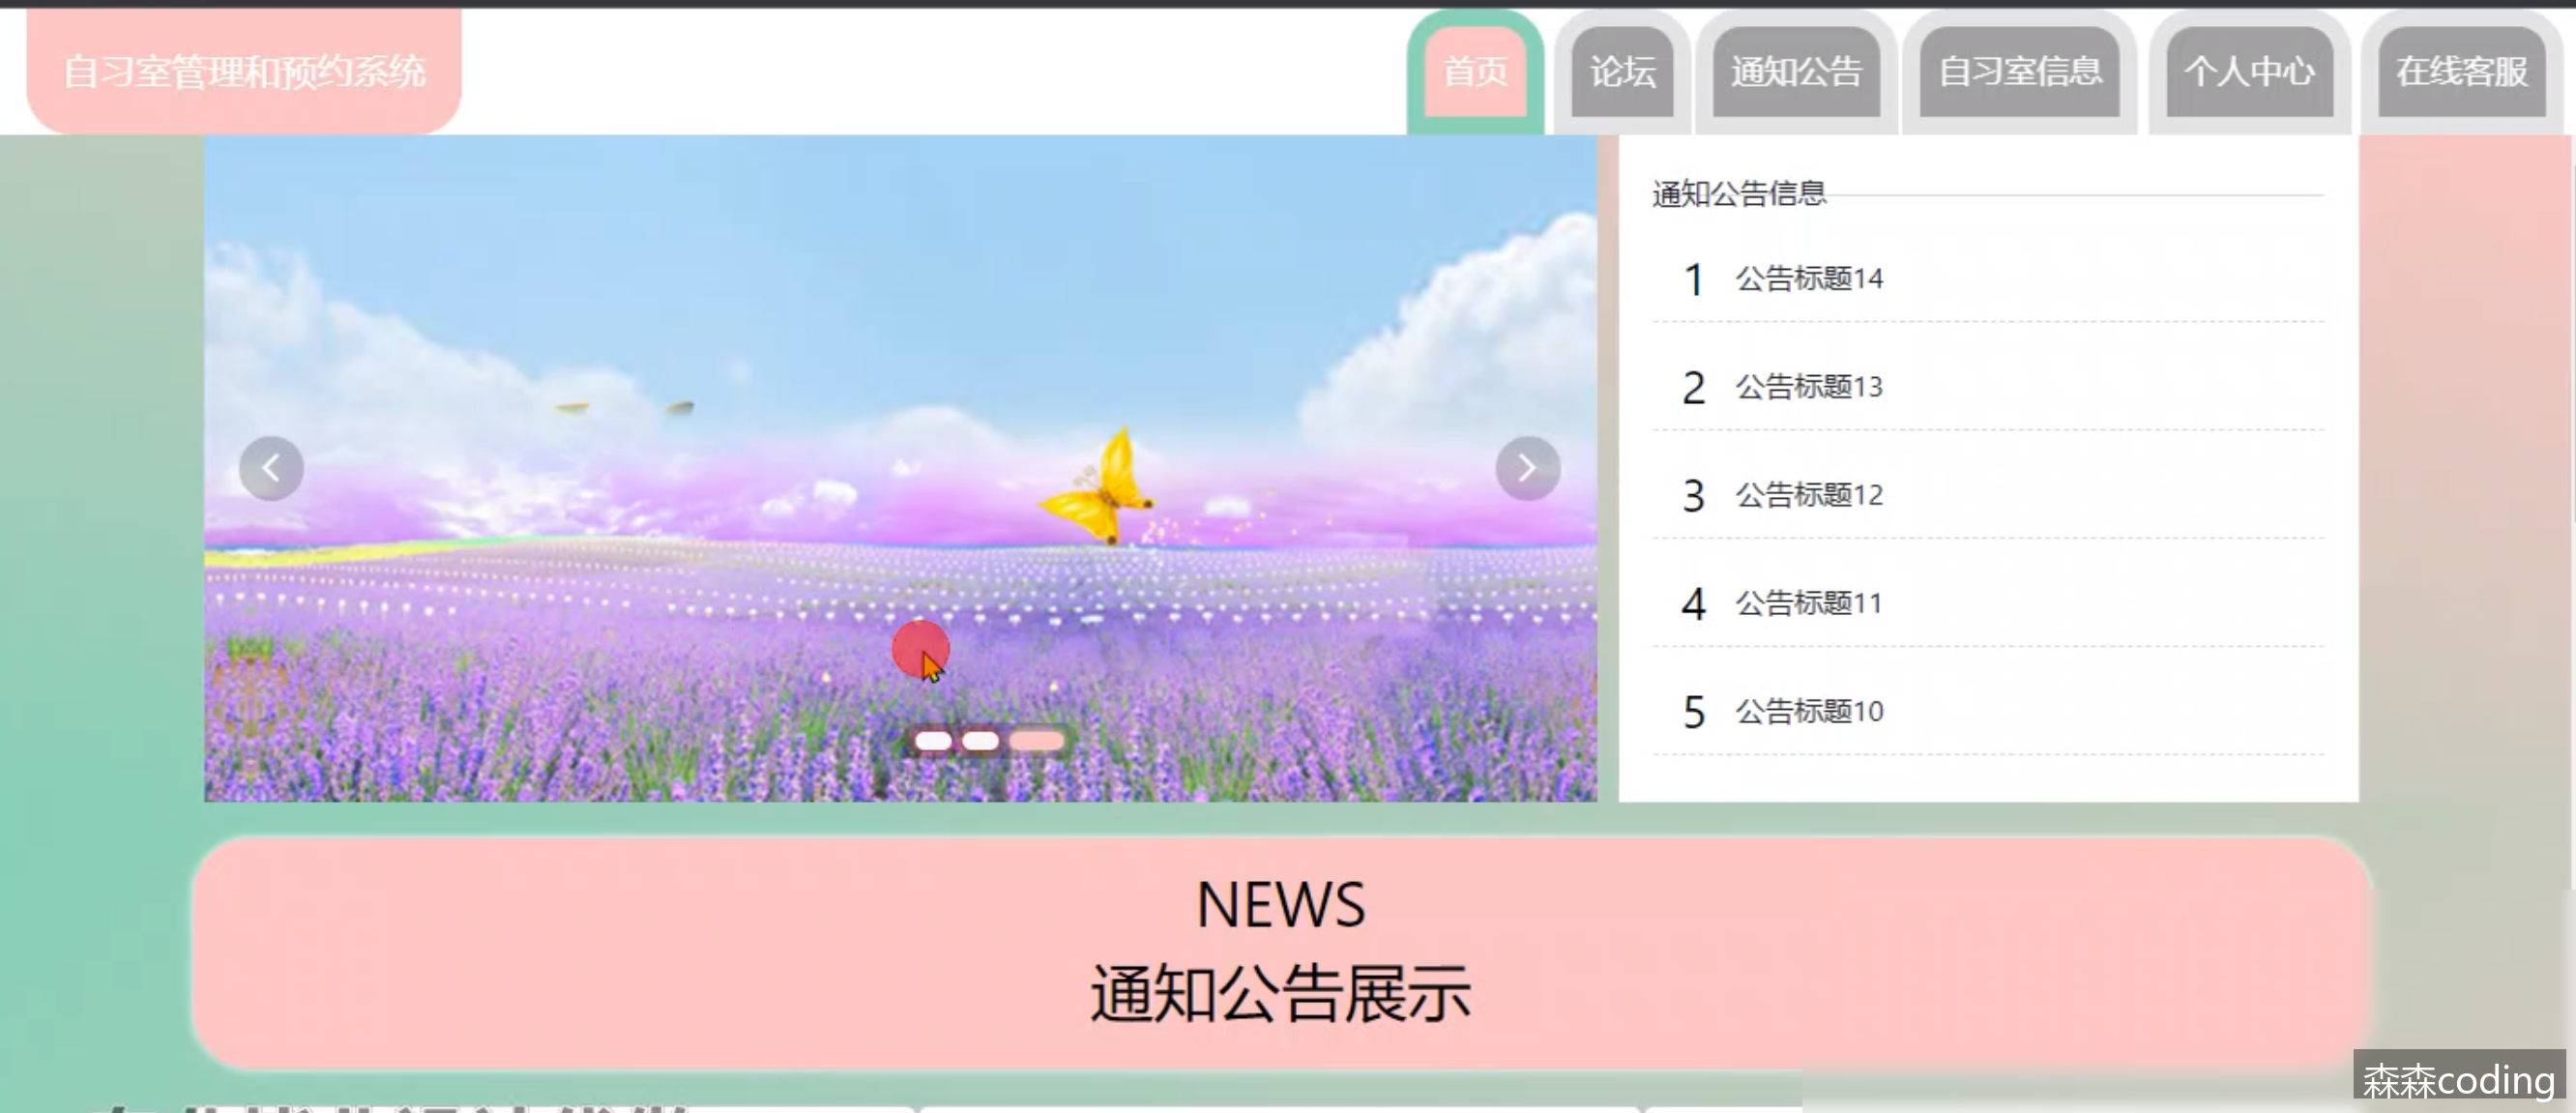 自习室管理和预约系统
首页
论坛
通知公告
自习室信息
个人中心
在线客服
通知公告信息
1 公告标题14
2 公告标题13
3 公告标题12
4 公告标题11
5 公告标题10
NEWS
通知公告展示
森森coding